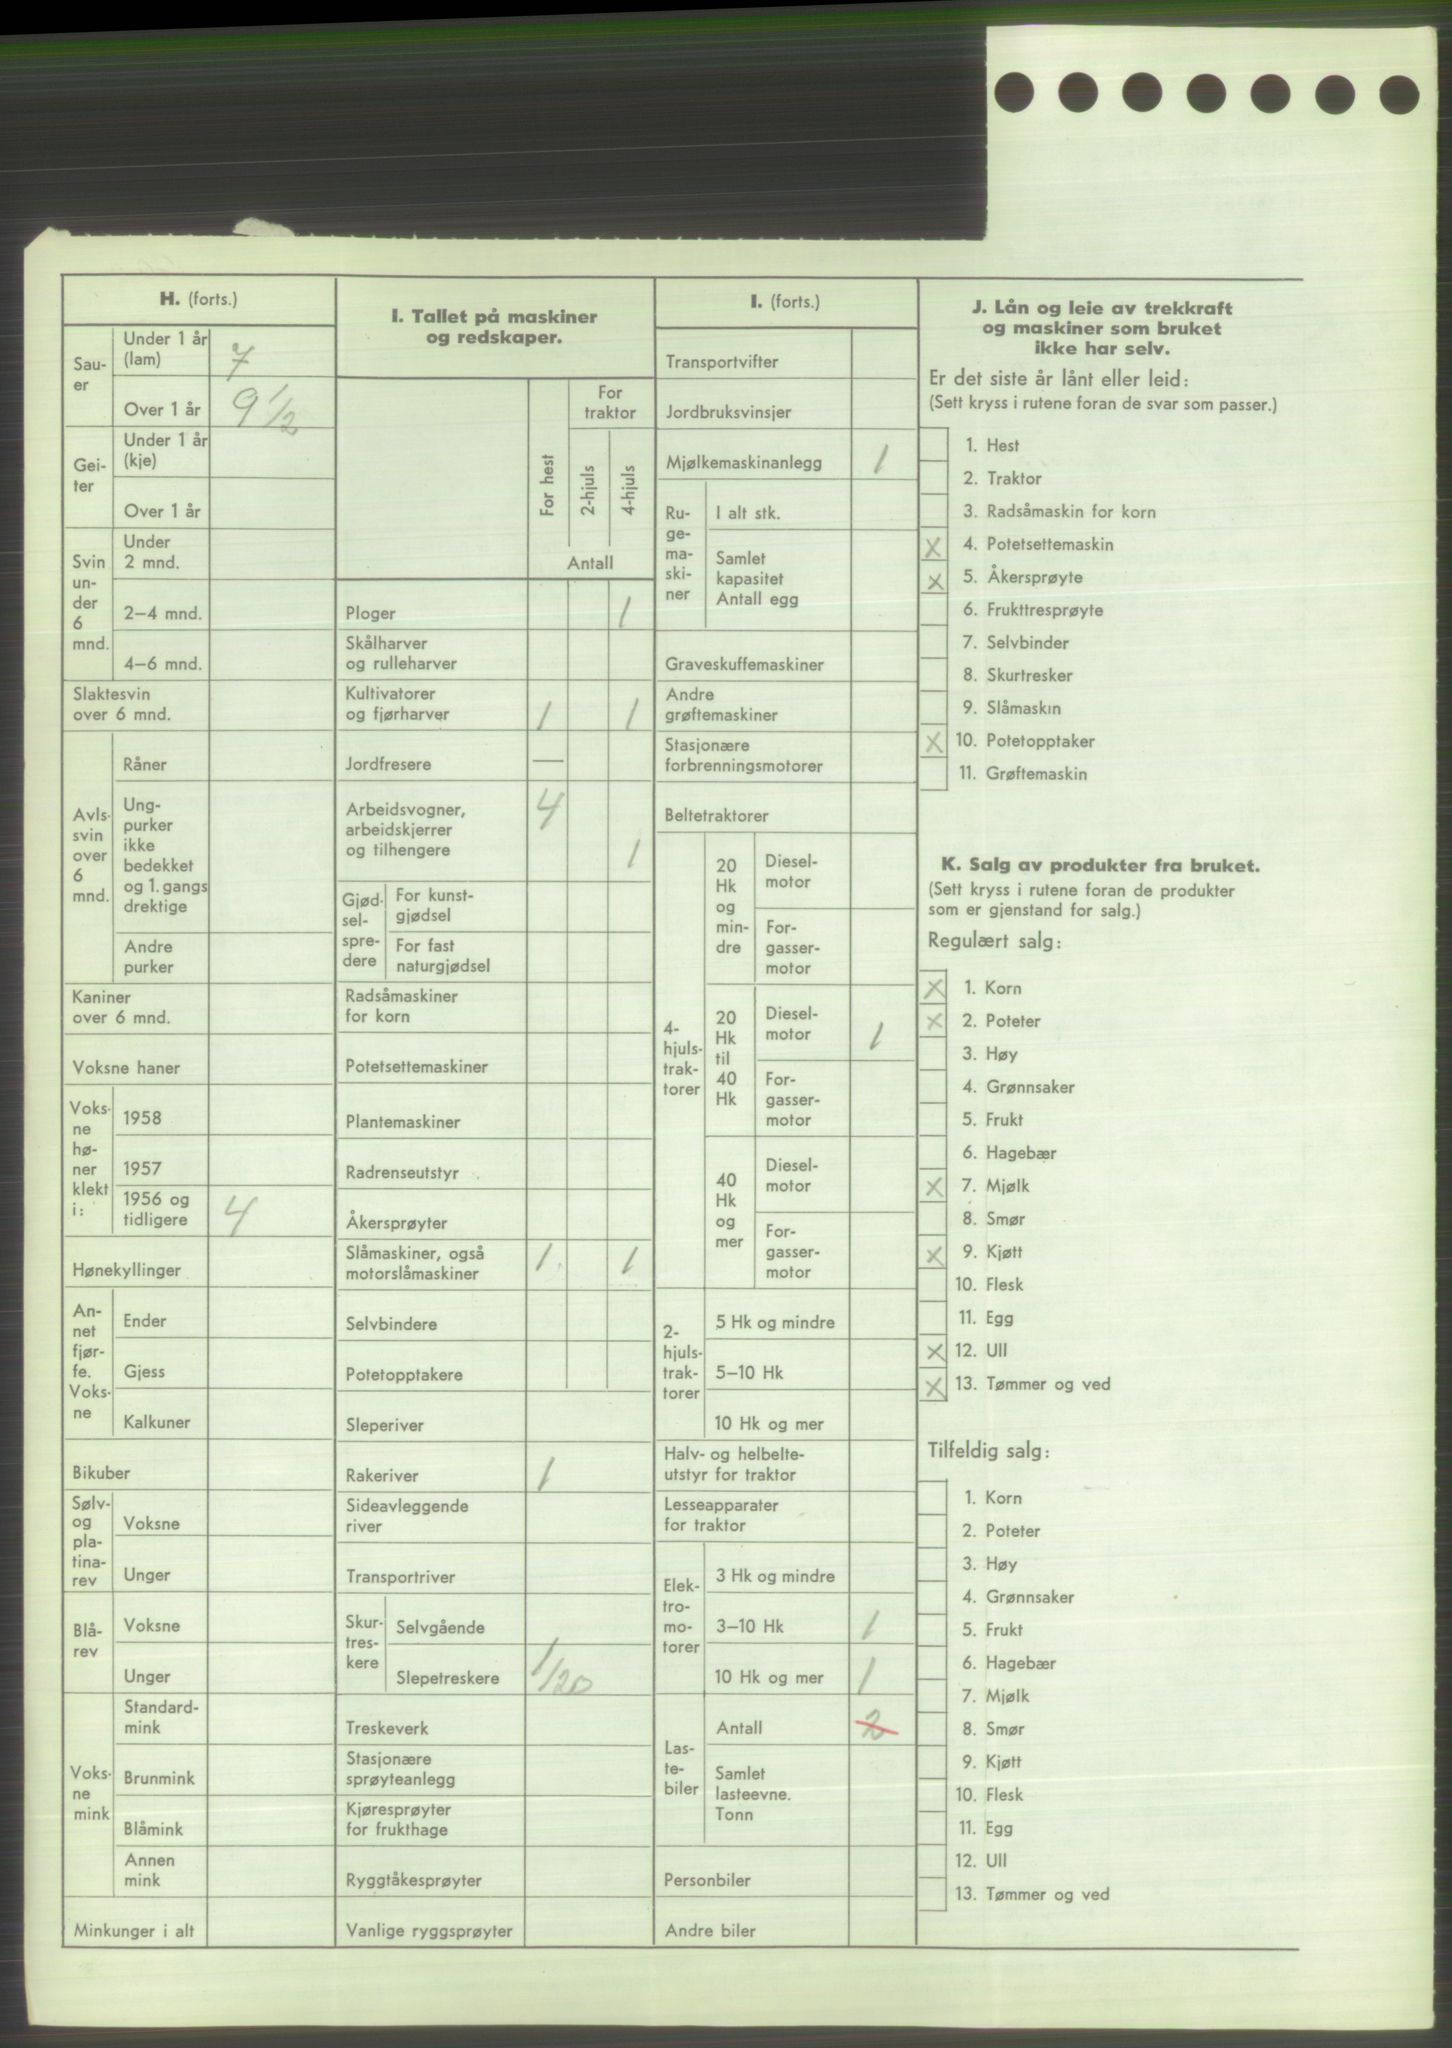 H. (forts.)
Sau-
er
Under 1 år
(lam) 7
Over 1 år 9 1/2
Gei-
ter
Under 1 år
(kje)
Over 1 år
Svin
un-
der
6
mnd.
Under
2 mnd.
2–4 mnd.
4–6 mnd.
Slaktesvin
over 6 mnd.
Avls-
svin
over
6
mnd.
Råner
Ung-
purker
ikke
bedekket
og 1. gangs
drektige
Andre
purker
Kaniner
over 6 mnd.
Voksne haner
Voks-
ne
hø-
ner
klekt
i:
1958
1957
1956 og
tidligere 4
Hønekyllinger
An-
net
fjør-
fe.
Voks-
ne
Ender
Gjess
Kalkuner
Bikuber
Sølv-
og
pla-
tina-
rev
Voksne
Unger
Blå-
rev
Voksne
Unger
Voks-
ne
mink
Standard-
mink
Brunmink
Blåmink
Annen
mink
Minkunger i alt
I. Tallet på maskiner
og redskaper.
For hest
For
traktor
2-hjuls
4-hjuls
Antall
Ploger 1
Skålharver
og rulleharver
Kultivatorer
og fjørharver 1 1
Jordfresere —
Arbeidsvogner, 4
arbeidskjerrer
og tilhengere 1
Gjød-
sel-
spre-
dere
For kunst-
gjødsel
For fast
naturgjødsel
Radsåmaskiner
for korn
Potetsettemaskiner
Plantemaskiner
Radrenseutstyr
Åkersprøyter
Slåmaskiner, også
motorslåmaskiner 1 1
Selvbindere
Potetopptakere
Sleperiver
Rakeriver 1
Sideavleggende
river
Transportriver
Skur-
tres-
kere
Selvgående
Slepetreskere 1/20
Treskeverk
Stasjonære
sprøyteanlegg
Kjøresprøyter
for frukthage
Ryggtåkesprøyter
Vanlige ryggsprøyter
I. (forts.)
Transportvifter
Jordbruksvinsjer
Mjølkemaskinanlegg 1
Ru-
ge-
ma-
ski-
ner
I alt stk.
Samlet
kapasitet
Antall egg
Graveskuffemaskiner
Andre
grøftemaskiner
Stasjonære
forbrenningsmotorer
Beltetraktorer
4-
hjuls-
trak-
torer
20
Hk
og
min-
dre
Diesel-
motor
For-
gasser-
motor
20
Hk
til
40
Hk
Diesel-
motor 1
For-
gasser-
motor
40
Hk
og
mer
Diesel-
motor
For-
gasser-
motor
2-
hjuls-
trak-
torer
5 Hk og mindre
5–10 Hk
10 Hk og mer
Halv- og helbelte-
utstyr for traktor
Lesseapparater
for traktor
Elek-
tro-
mo-
torer
3 Hk og mindre
3–10 Hk 1
10 Hk og mer 1
Las-
te-
biler
Antall 2
Samlet
lasteevne.
Tonn
Personbiler
Andre biler
J. Lån og leie av trekkraft
og maskiner som bruket
ikke har selv.
Er det siste år lånt eller leid:
(Sett kryss i rutene foran de svar som passer.)
1. Hest
2. Traktor
3. Radsåmaskin for korn
X 4. Potetsettemaskin
X 5. Åkersprøyte
6. Frukttresprøyte
7. Selvbinder
8. Skurtresker
9. Slåmaskin
X 10. Potetopptaker
11. Grøftemaskin
K. Salg av produkter fra bruket.
(Sett kryss i rutene foran de produkter
som er gjenstand for salg.)
Regulært salg:
X 1. Korn
X 2. Poteter
3. Høy
4. Grønnsaker
5. Frukt
6. Hagebær
X 7. Mjølk
8. Smør
X 9. Kjøtt
10. Flesk
11. Egg
X 12. Ull
X 13. Tømmer og ved
Tilfeldig salg:
1. Korn
2. Poteter
3. Høy
4. Grønnsaker
5. Frukt
6. Hagebær
7. Mjølk
8. Smør
9. Kjøtt
10. Flesk
11. Egg
12. Ull
13. Tømmer og ved